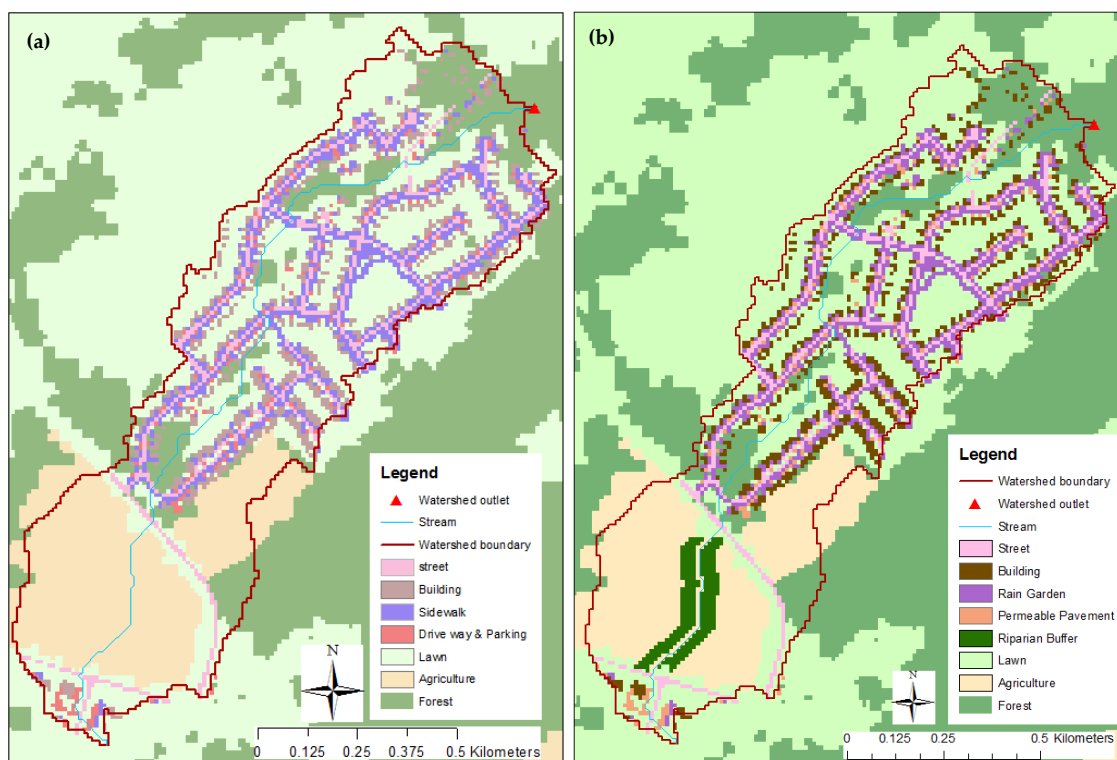 (a)
Legend
Watershed outlet
Stream
Watershed boundary
street
Building
Sidewalk
Drive way & Parking
Lawn
Agriculture
Forest
N
0 0.125 0.25 0.375 0.5 Kilometers
(b)
Legend
Watershed boundary
Watershed outlet
Stream
Street
Building
Rain Garden
Permeable Pavement
Riparian Buffer
Lawn
Agriculture
Forest
N
0 0.125 0.25 0.5 Kilometers